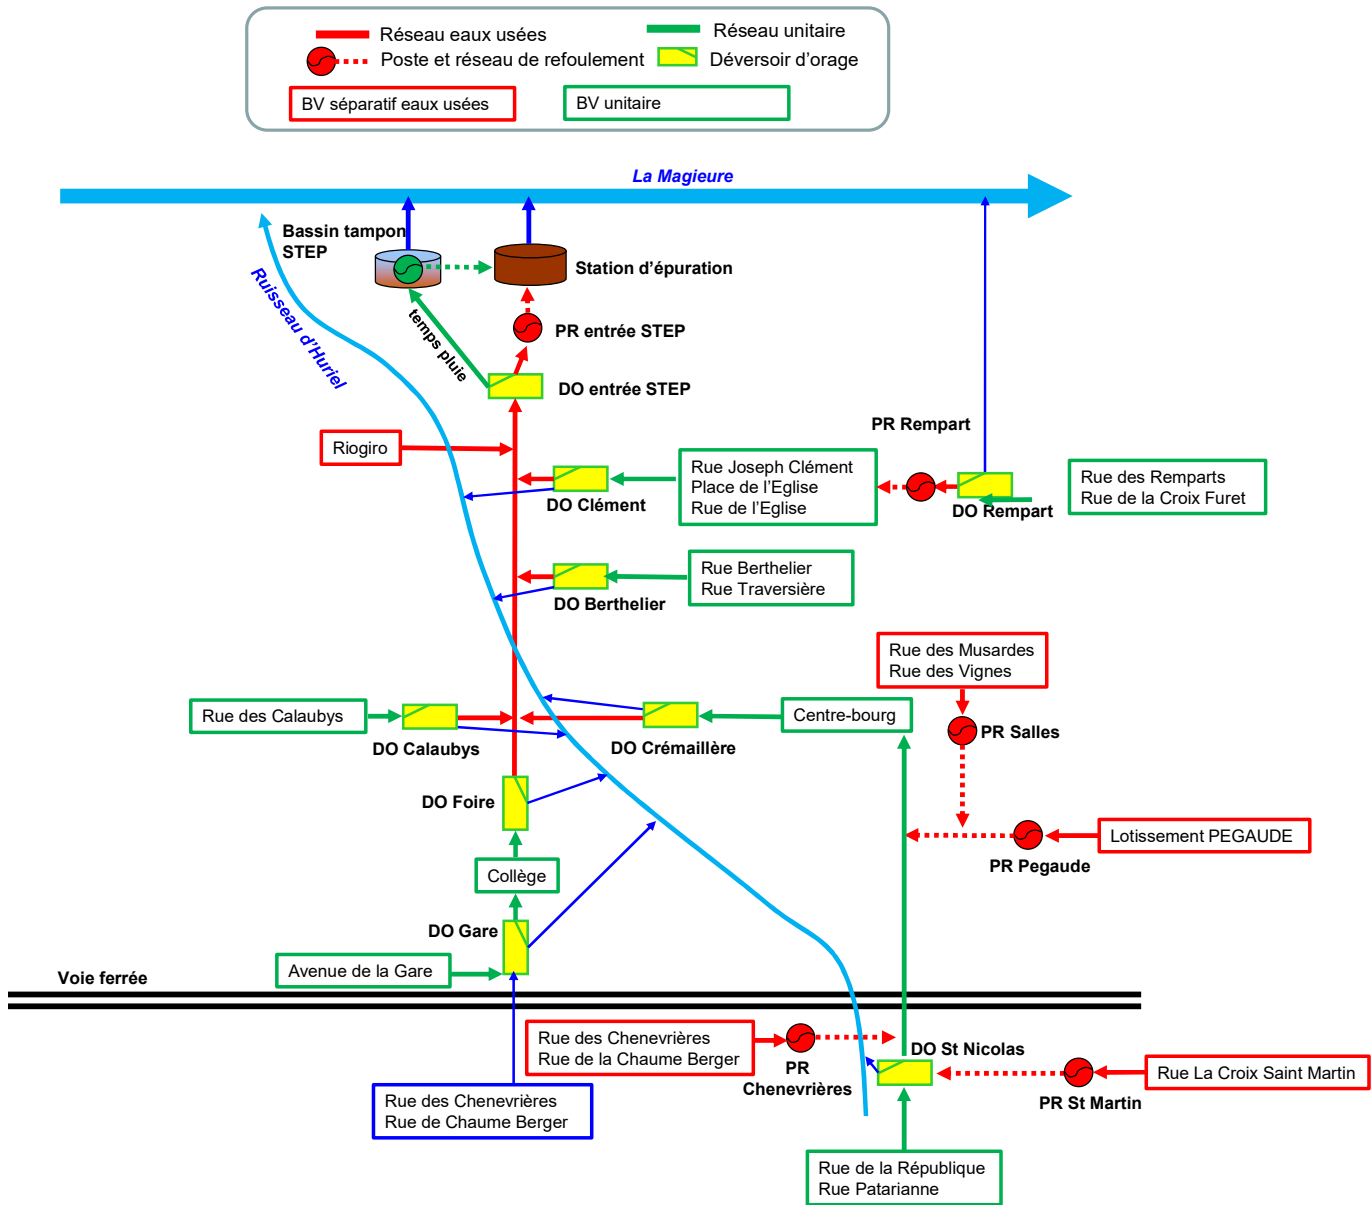 Réseau eaux usées
Réseau unitaire
Poste et réseau de refoulement
Déversoir d'orage
BV séparatif eaux usées
BV unitaire
La Magieure
Bassin tampon
STEP
Station d'épuration
Ruisseau d'Huriel
temps pluie
PR entrée STEP
DO entrée STEP
Riogiro
PR Rempart
Rue Joseph Clément
Place de l'Eglise
Rue de l'Eglise
Rue des Remparts
Rue de la Croix Furet
DO Clément
DO Rempart
Rue Berthelier
Rue Traversière
DO Berthelier
Rue des Musardes
Rue des Vignes
Rue des Calaubys
Centre-bourg
PR Salles
DO Calaubys
DO Crémaillère
DO Foire
Lotissement PEGAUDE
PR Pegaude
Collège
DO Gare
Avenue de la Gare
Voie ferrée
Rue des Chenevrières
Rue de la Chaume Berger
PR
Chenevrières
DO St Nicolas
Rue La Croix Saint Martin
PR St Martin
Rue des Chenevrières
Rue de Chaume Berger
Rue de la République
Rue Patarianne